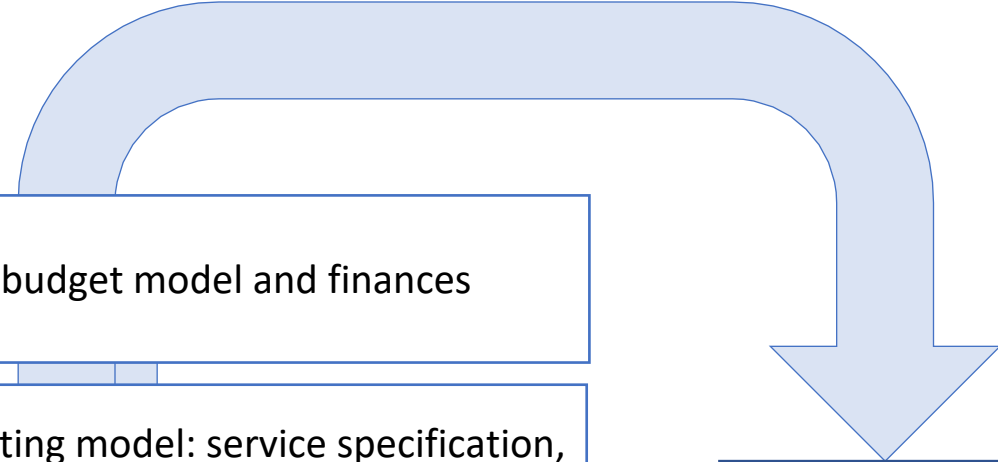 budget model and finances
ting model: service specification,